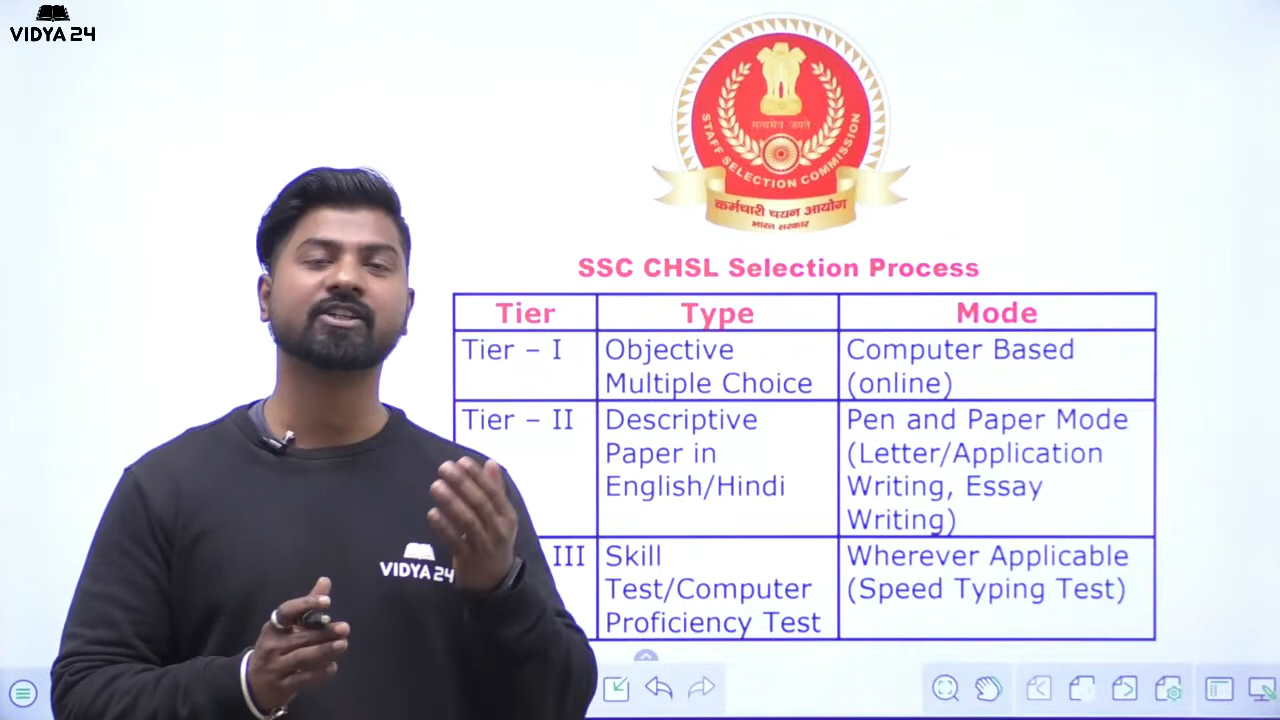 VIDYA 24
सत्यमेव जयते
STAFF SELECTION COMMISSION
कर्मचारी चयन आयोग
भारत सरकार
SSC CHSL Selection Process
Tier Type Mode
Tier – I Objective Computer Based
Multiple Choice (online)
Tier – II Descriptive Pen and Paper Mode
Paper in (Letter/Application
English/Hindi Writing, Essay
Writing)
III Skill Wherever Applicable
Test/Computer (Speed Typing Test)
Proficiency Test
VIDYA 24